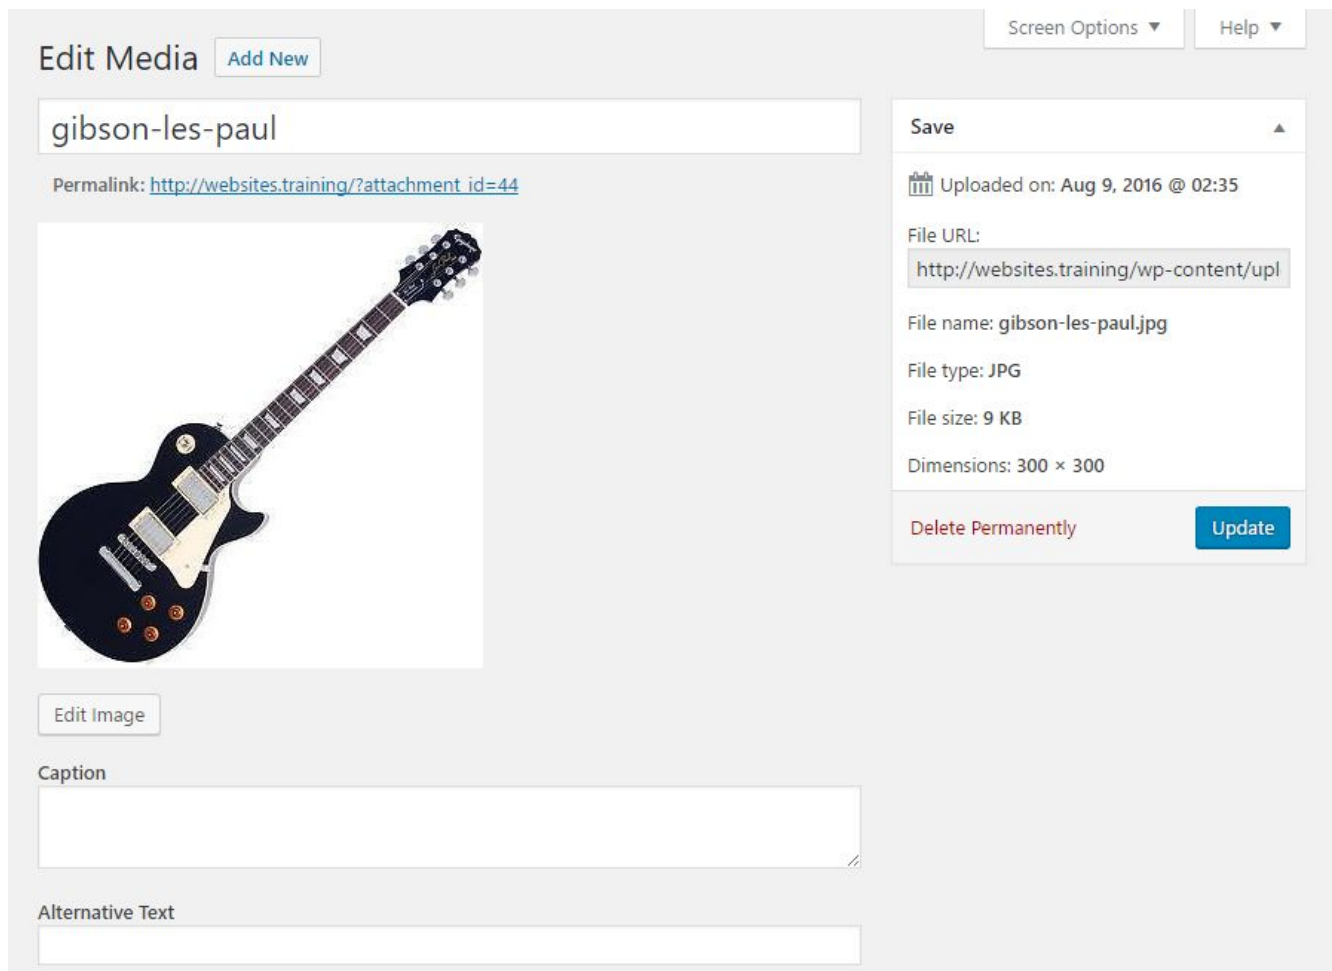 Screen Options ▼ Help ▼
Edit Media Add New
gibson-les-paul
Permalink: http://websites.training/?attachment_id=44
Edit Image
Caption
Alternative Text
Save ▲
Uploaded on: Aug 9, 2016 @ 02:35
File URL:
http://websites.training/wp-content/upl
File name: gibson-les-paul.jpg
File type: JPG
File size: 9 KB
Dimensions: 300 × 300
Delete Permanently Update